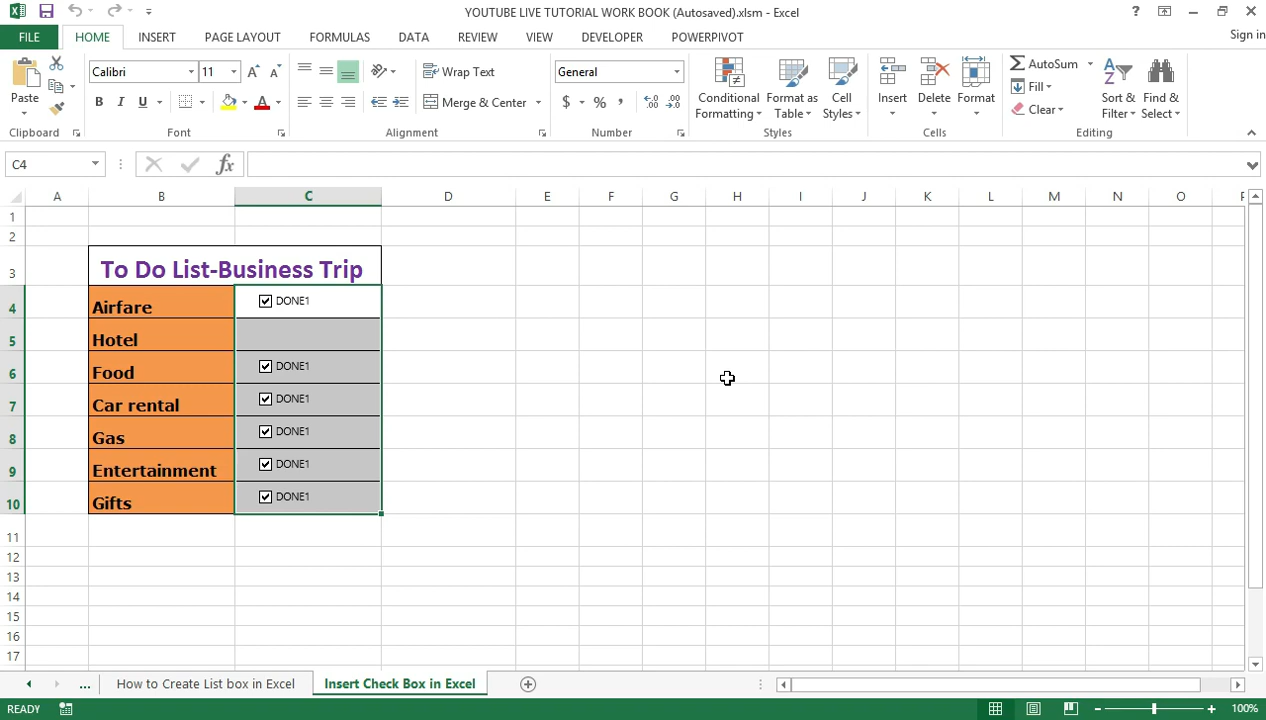 YOUTUBE LIVE TUTORIAL WORK BOOK (Autosaved).xlsm - Excel
Sign in
FILE HOME INSERT PAGE LAYOUT FORMULAS DATA REVIEW VIEW DEVELOPER POWERPIVOT
Paste
Clipboard
Calibri 11
B I U
Font
Wrap Text
Merge & Center
Alignment
General
$ % ,
Number
Conditional Formatting
Format as Table
Cell Styles
Styles
Insert
Delete
Format
Cells
AutoSum
Fill
Clear
Sort & Filter
Find & Select
Editing
C4
fx
A B C D E F G H I J K L M N O
1
2
3 To Do List-Business Trip
4 Airfare DONE1
5 Hotel
6 Food DONE1
7 Car rental DONE1
8 Gas DONE1
9 Entertainment DONE1
10 Gifts DONE1
11
12
13
14
15
16
17
... How to Create List box in Excel Insert Check Box in Excel
READY
100%